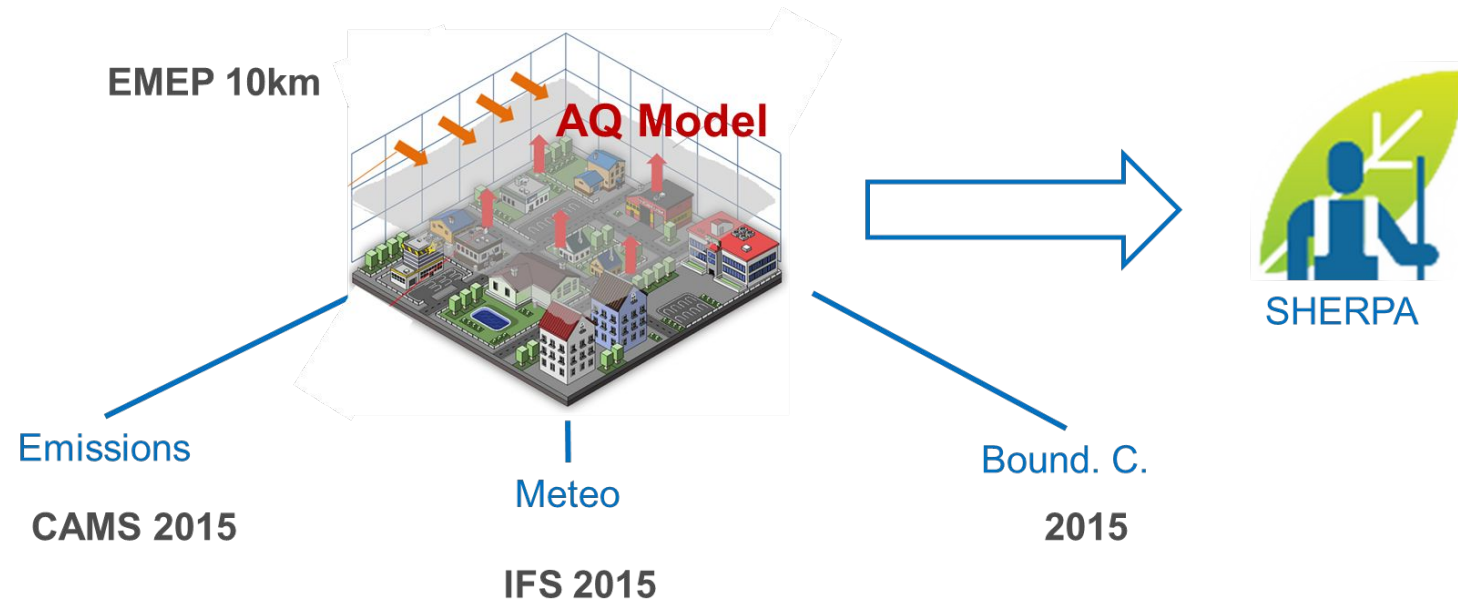 EMEP 10km
AQ Model
SHERPA
Emissions
CAMS 2015
Meteo
IFS 2015
Bound. C.
2015